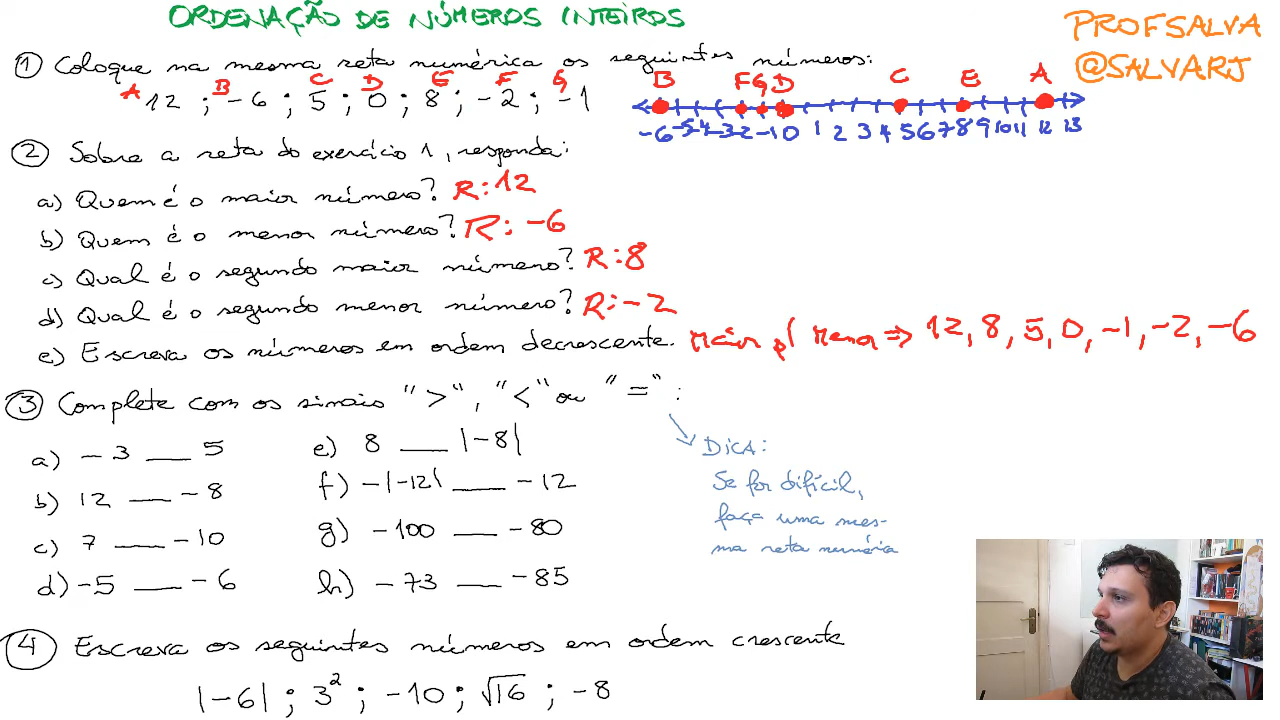 ORDENAÇÃO DE NÚMEROS INTEIROS
PROFSALVA
@SALVARJ
① Coloque na mesma reta numérica os seguintes números:
A B C D E F G
12 ; -6 ; 5 ; 0 ; 8 ; -2 ; -1
B F G D C E A
-6 -5 -4 -3 -2 -1 0 1 2 3 4 5 6 7 8 9 10 11 12 13
② Sobre a reta do exercício 1, responda:
a) Quem é o maior número? R: 12
b) Quem é o menor número? R: -6
c) Qual é o segundo maior número? R: 8
d) Qual é o segundo menor número? R: -2
e) Escreva os números em ordem decrescente. Maior p/ Menor => 12, 8, 5, 0, -1, -2, -6
③ Complete com os sinais ">", "<" ou "=":
a) -3 ___ 5
b) 12 ___ -8
c) 7 ___ -10
d) -5 ___ -6
e) 8 ___ |-8|
f) -|-12| ___ -12
g) -100 ___ -80
h) -73 ___ -85
DICA:
Se for difícil,
faça uma mes-
ma reta numérica
④ Escreva os seguintes números em ordem crescente
|-6| ; 3² ; -10 ; √16 ; -8